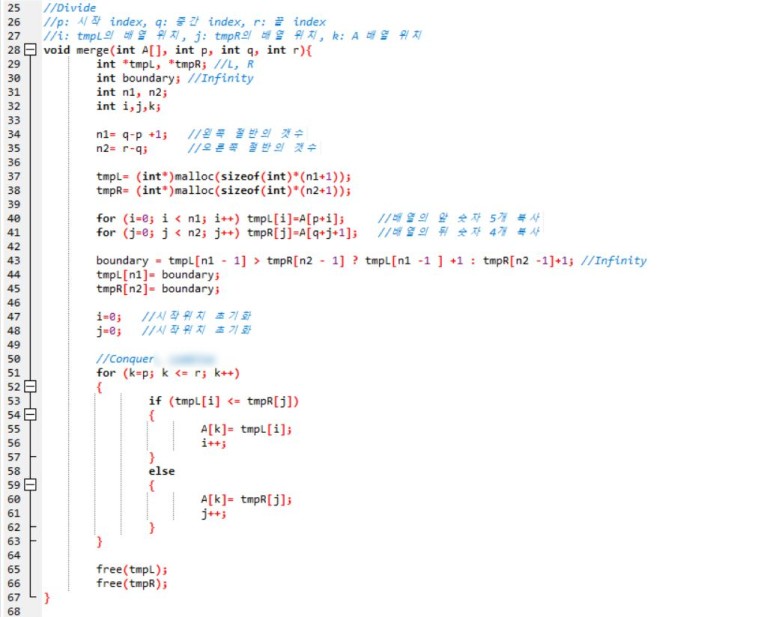 25 //Divide
26 //p: 시작 index, q: 중간 index, r: 끝 index
27 //i: tmpL의 배열 위치, j: tmpR의 배열 위치, k: A 배열 위치
28 void merge(int A[], int p, int q, int r){
29 int *tmpL, *tmpR; //L, R
30 int boundary; //Infinity
31 int n1, n2;
32 int i,j,k;
33
34 n1= q-p +1; //왼쪽 절반의 갯수
35 n2= r-q; //오른쪽 절반의 갯수
36
37 tmpL= (int*)malloc(sizeof(int)*(n1+1));
38 tmpR= (int*)malloc(sizeof(int)*(n2+1));
39
40 for (i=0; i < n1; i++) tmpL[i]=A[p+i]; //배열의 앞 숫자 5개 복사
41 for (j=0; j < n2; j++) tmpR[j]=A[q+j+1]; //배열의 뒤 숫자 4개 복사
42
43 boundary = tmpL[n1 - 1] > tmpR[n2 - 1] ? tmpL[n1 -1 ] +1 : tmpR[n2 -1]+1; //Infinity
44 tmpL[n1]= boundary;
45 tmpR[n2]= boundary;
46
47 i=0; //시작위치 초기화
48 j=0; //시작위치 초기화
49
50 //Conquer
51 for (k=p; k <= r; k++)
52 {
53 if (tmpL[i] <= tmpR[j])
54 {
55 A[k]= tmpL[i];
56 i++;
57 }
58 else
59 {
60 A[k]= tmpR[j];
61 j++;
62 }
63 }
64
65 free(tmpL);
66 free(tmpR);
67 }
68